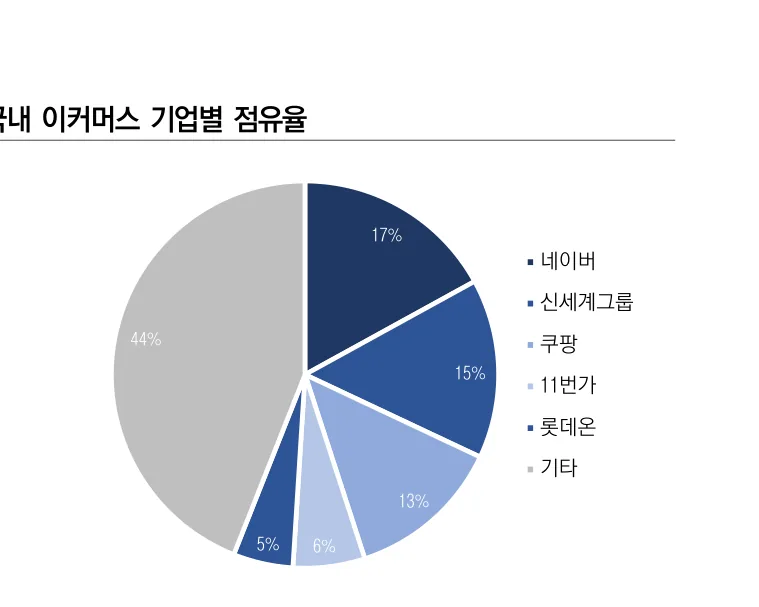 내 이커머스 기업별 점유율
17%
네이버
신세계그룹
44%
쿠팡
15%
11번가
롯데온
기타
13%
5%
6%